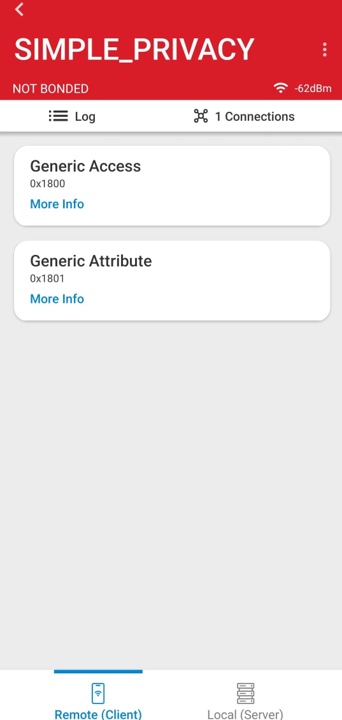 SIMPLE_PRIVACY
NOT BONDED
-62dBm
Log
1 Connections
Generic Access
0x1800
More Info
Generic Attribute
0x1801
More Info
Remote (Client)
Local (Server)